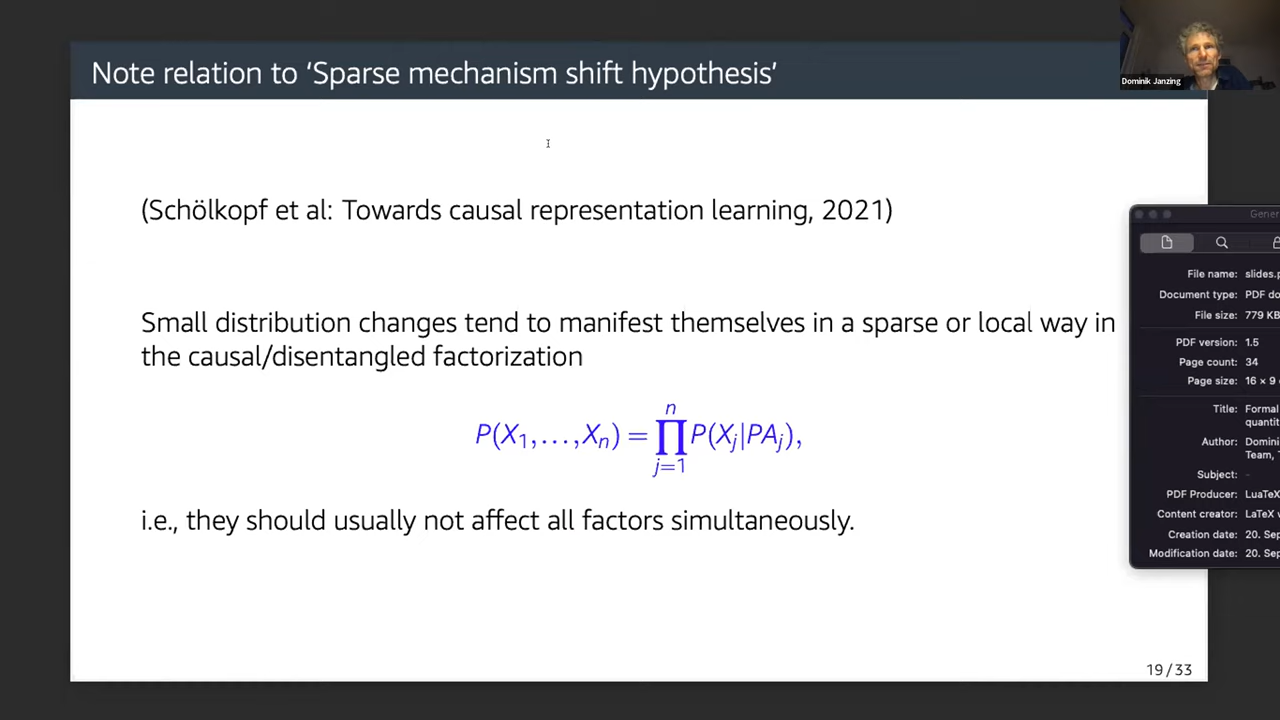 Note relation to ‘Sparse mechanism shift hypothesis’
Dominik Janzing
(Schölkopf et al: Towards causal representation learning, 2021)
Small distribution changes tend to manifest themselves in a sparse or local way in
the causal/disentangled factorization
P(X₁,…,Xₙ) = ∏ⁿⱼ₌₁ P(Xⱼ|PAⱼ),
i.e., they should usually not affect all factors simultaneously.
19/33
Gener
File name: slides.p
Document type: PDF do
File size: 779 KB
PDF version: 1.5
Page count: 34
Page size: 16 × 9
Title: Formal
quantit
Author: Domini
Team, T
Subject: -
PDF Producer: LuaTeX
Content creator: LaTeX v
Creation date: 20. Sep
Modification date: 20. Sep